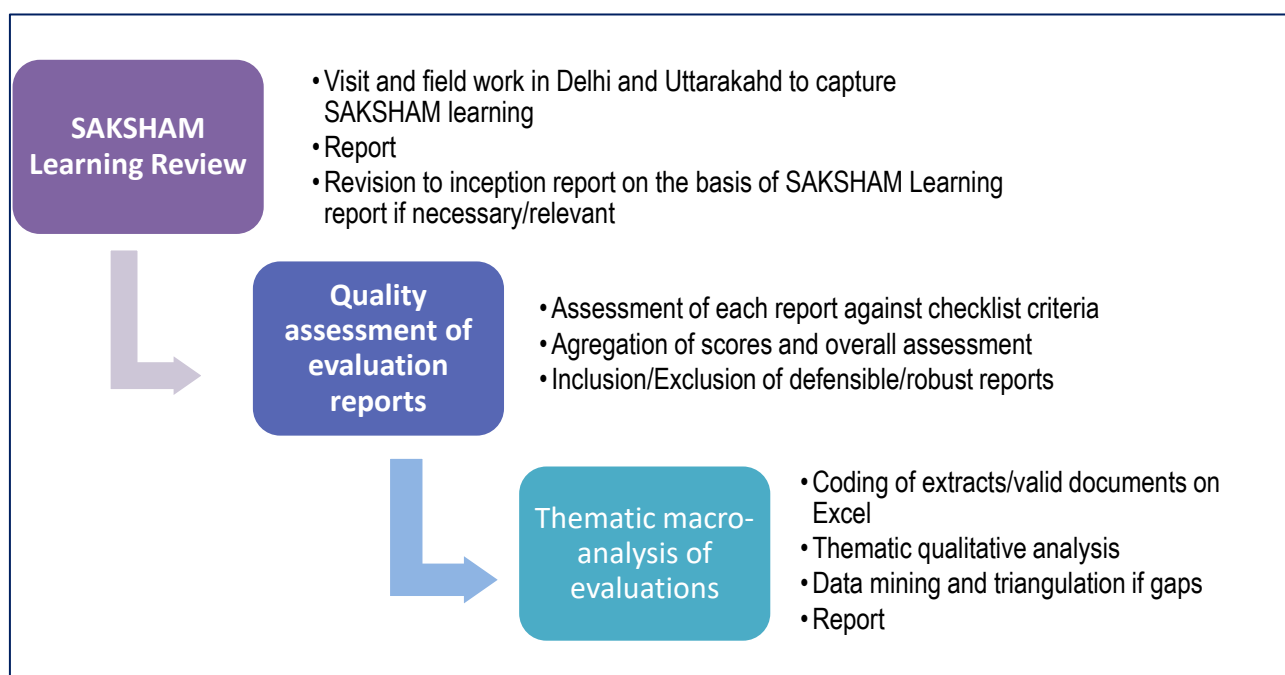 SAKSHAM
Learning Review
•Visit and field work in Delhi and Uttarakahd to capture
SAKSHAM learning
•Report
•Revision to inception report on the basis of SAKSHAM Learning
report if necessary/relevant
Quality
assessment of
evaluation
reports
•Assessment of each report against checklist criteria
•Agregation of scores and overall assessment
•Inclusion/Exclusion of defensible/robust reports
Thematic macro-
analysis of
evaluations
•Coding of extracts/valid documents on
Excel
•Thematic qualitative analysis
•Data mining and triangulation if gaps
•Report